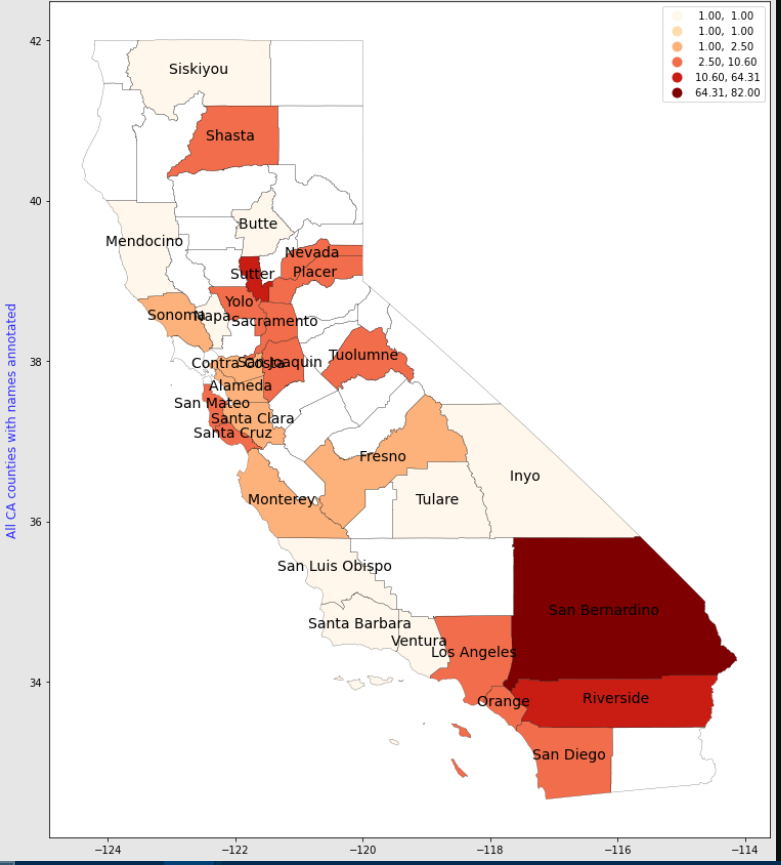 1.00, 1.00
1.00, 1.00
1.00, 2.50
2.50, 10.60
10.60, 64.31
64.31, 82.00
42
Siskiyou
Shasta
40
Butte
Mendocino
Nevada
Sutter
Placer
Yolo
Sonoma
Napa
Sacramento
38
Tuolumne
Contra Costa
San Joaquin
Alameda
San Mateo
Santa Clara
Santa Cruz
Fresno
Inyo
Monterey
Tulare
36
San Luis Obispo
San Bernardino
Santa Barbara
Ventura
Los Angeles
34
Riverside
Orange
San Diego
−124 −122 −120 −118 −116 −114
All CA counties with names annotated